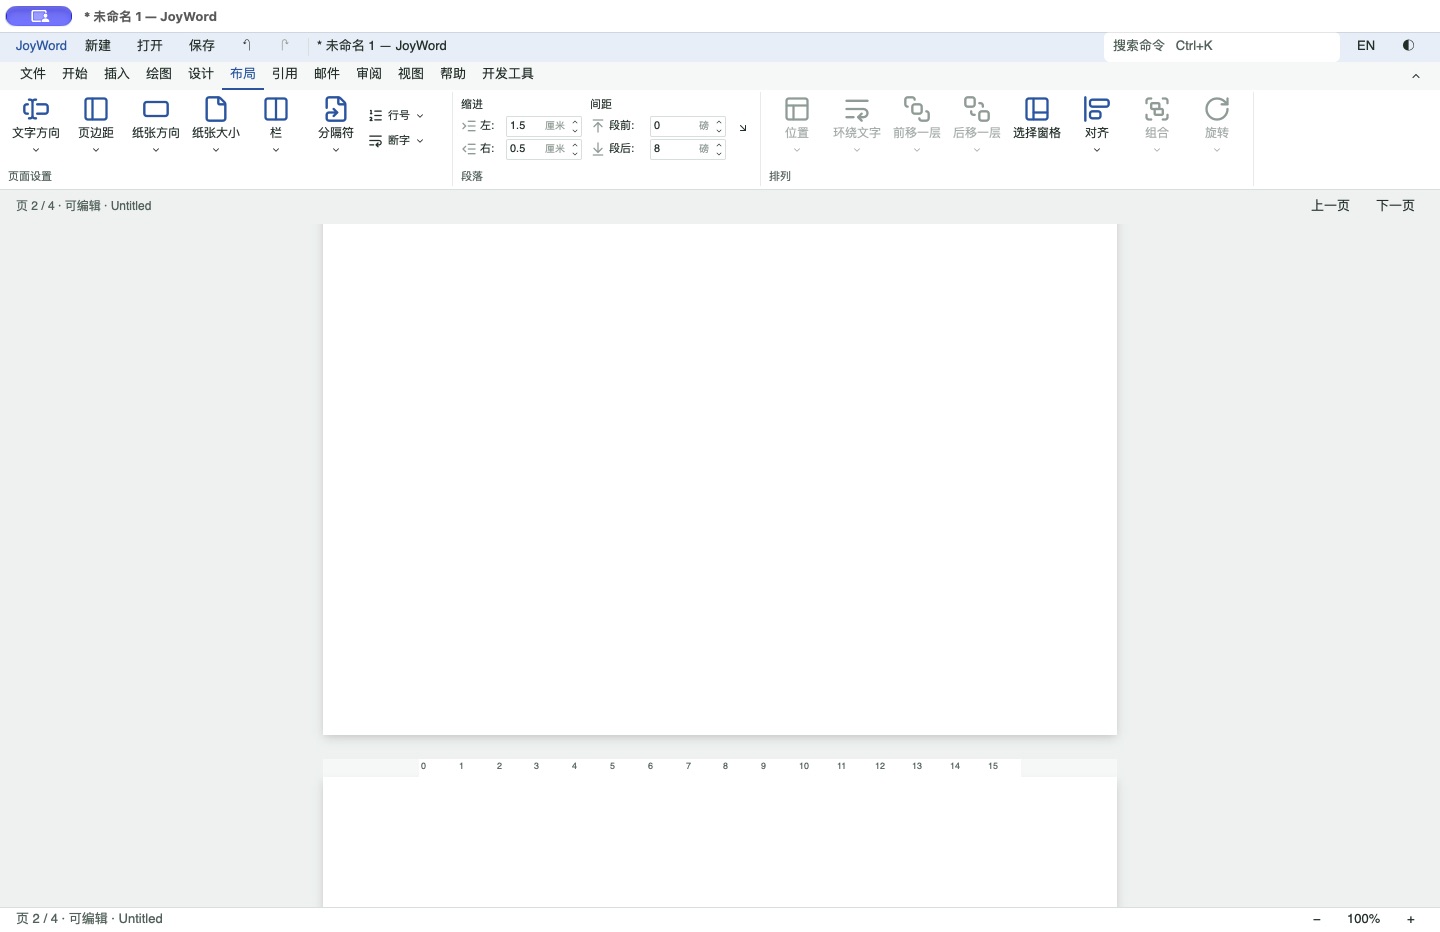 * 未命名 1 — JoyWord
JoyWord 新建 打开 保存 * 未命名 1 — JoyWord 搜索命令 Ctrl+K EN
文件 开始 插入 绘图 设计 布局 引用 邮件 审阅 视图 帮助 开发工具
文字方向 页边距 纸张方向 纸张大小 栏 分隔符 行号 断字
页面设置
缩进 间距
左: 1.5 厘米 段前: 0 磅
右: 0.5 厘米 段后: 8 磅
段落
位置 环绕文字 前移一层 后移一层 选择窗格 对齐 组合 旋转
排列
页 2 / 4 · 可编辑 · Untitled 上一页 下一页
0 1 2 3 4 5 6 7 8 9 10 11 12 13 14 15
页 2 / 4 · 可编辑 · Untitled − 100% +